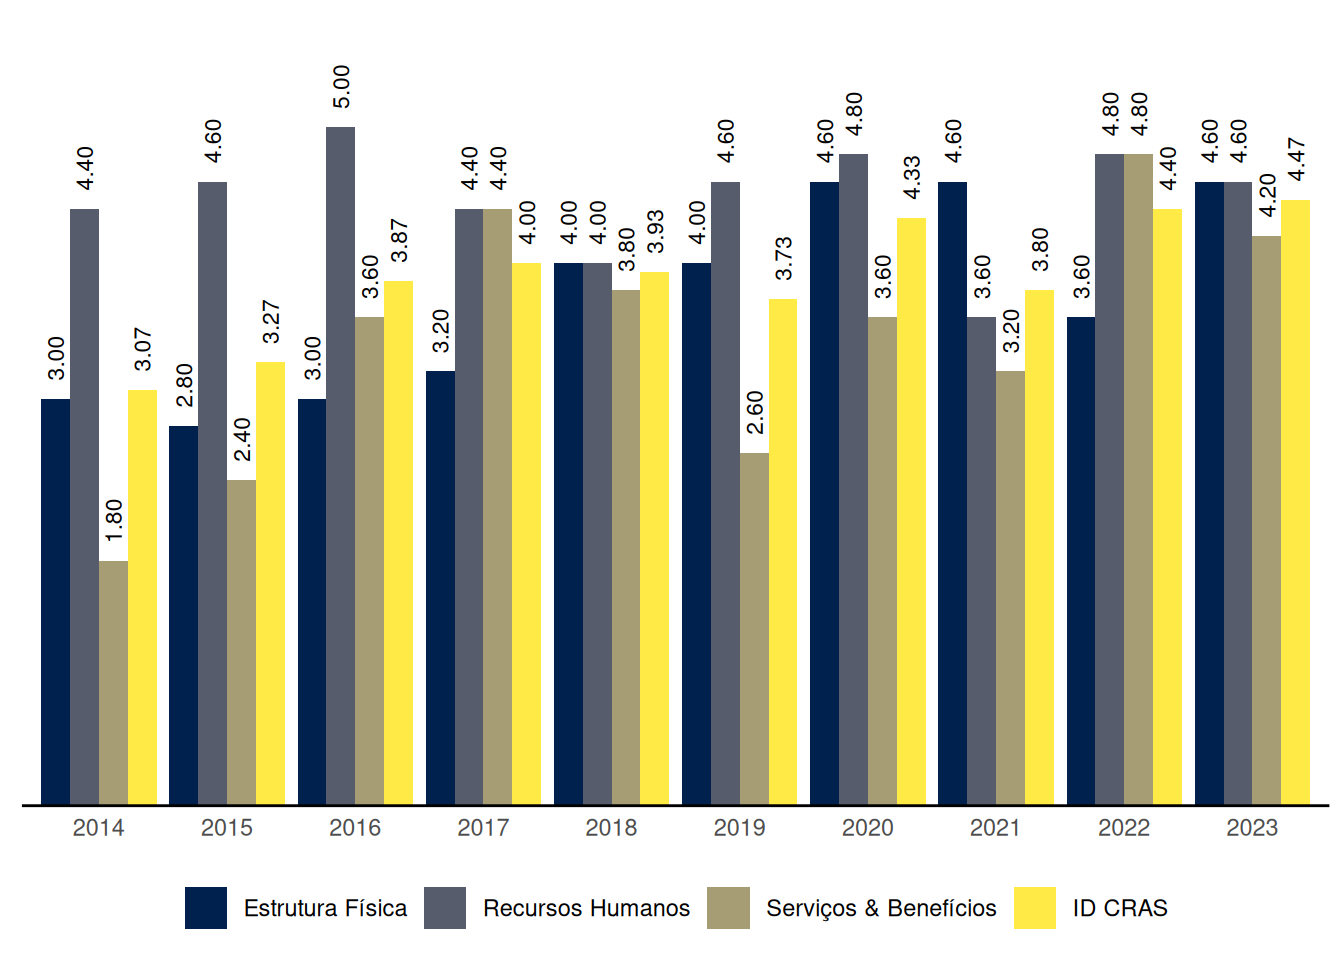 3.00 4.40 1.80 3.07
2.80 4.60 2.40 3.27
3.00 5.00 3.60 3.87
3.20 4.40 4.40 4.00
4.00 4.00 3.80 3.93
4.00 4.60 2.60 3.73
4.60 4.80 3.60 4.33
4.60 3.60 3.20 3.80
3.60 4.80 4.80 4.40
4.60 4.60 4.20 4.47
2014 2015 2016 2017 2018 2019 2020 2021 2022 2023
Estrutura Física Recursos Humanos Serviços & Benefícios ID CRAS